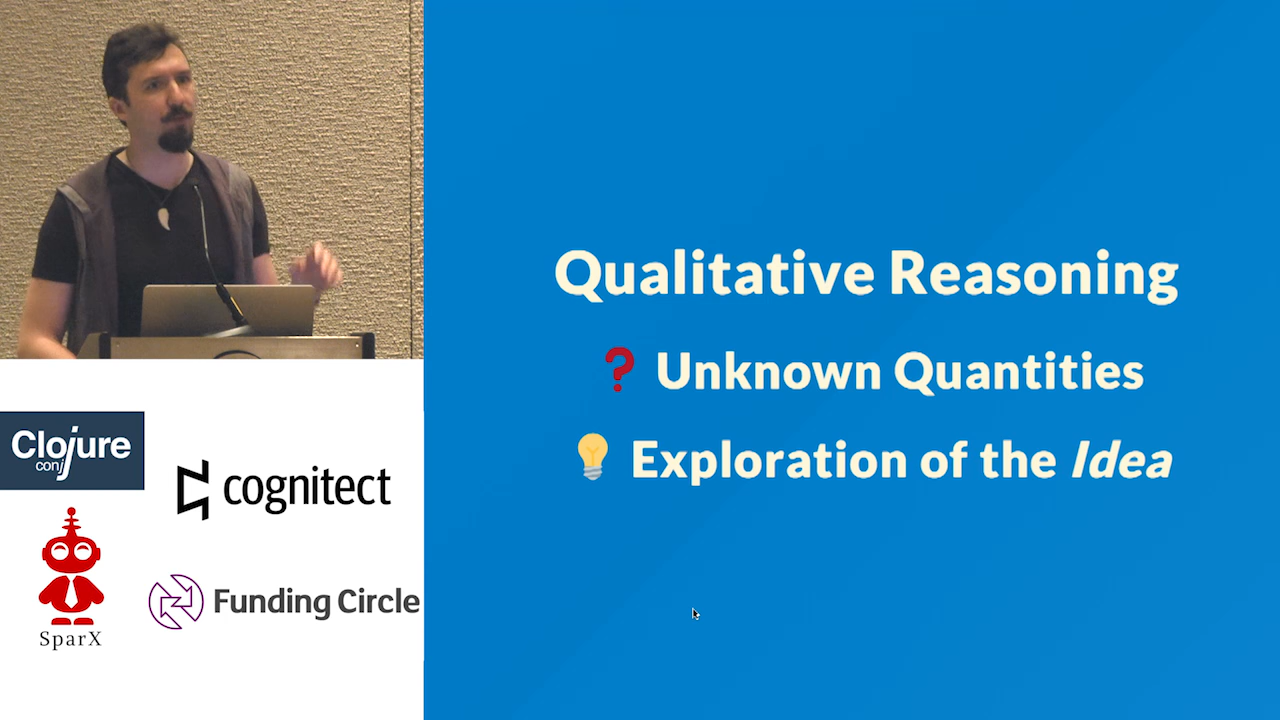 Qualitative Reasoning
❓ Unknown Quantities
💡 Exploration of the Idea
Clojure
conj
cognitect
SparX
Funding Circle